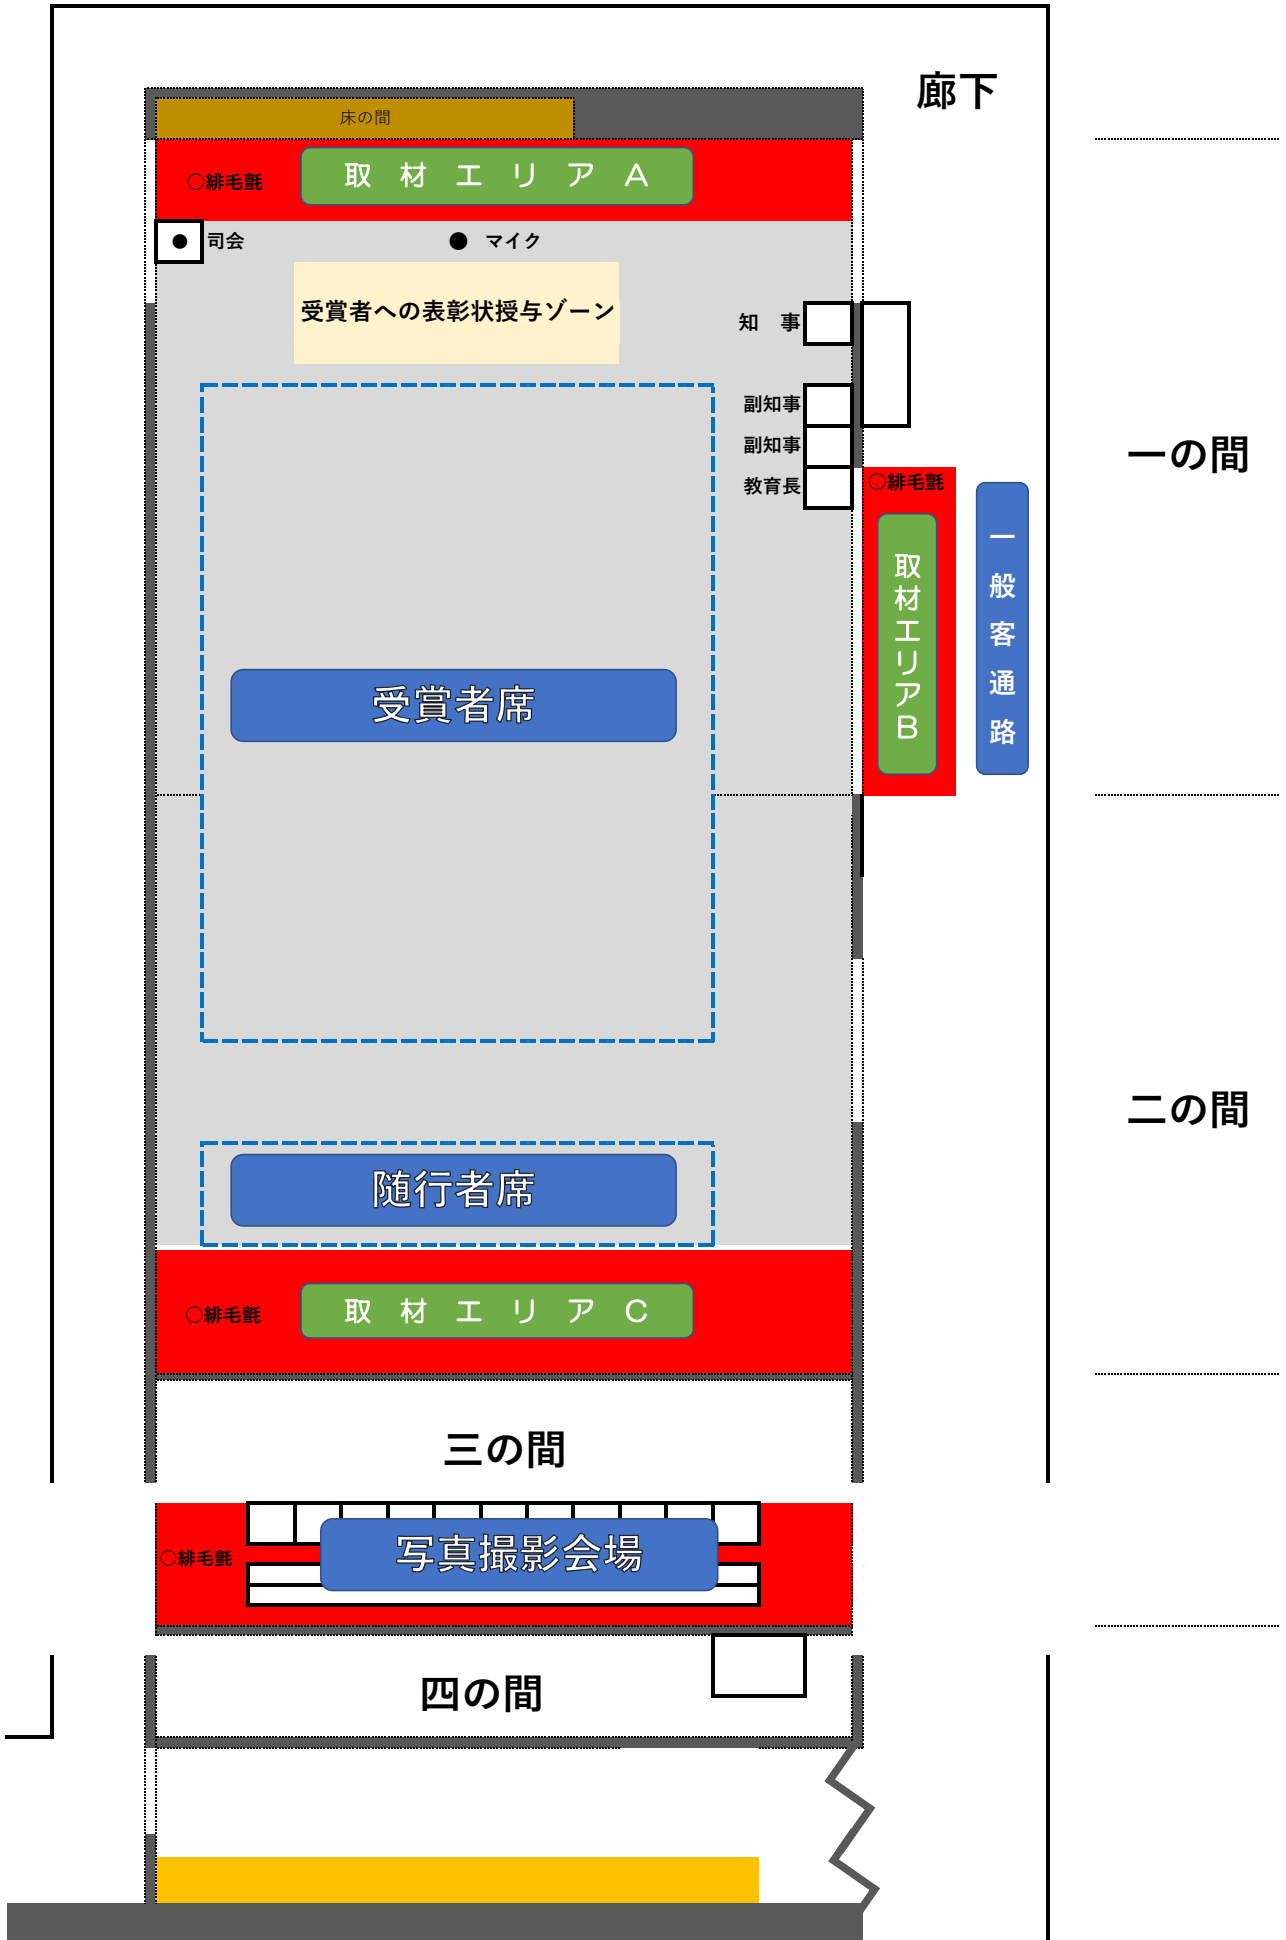 廊下
床の間
○緋毛氈
取材エリアA
司会
● マイク
受賞者への表彰状授与ゾーン
知　事
副知事
副知事
教育長
一の間
○緋毛氈
取材エリアB
一般客通路
受賞者席
二の間
随行者席
○緋毛氈
取材エリアC
三の間
○緋毛氈
写真撮影会場
四の間